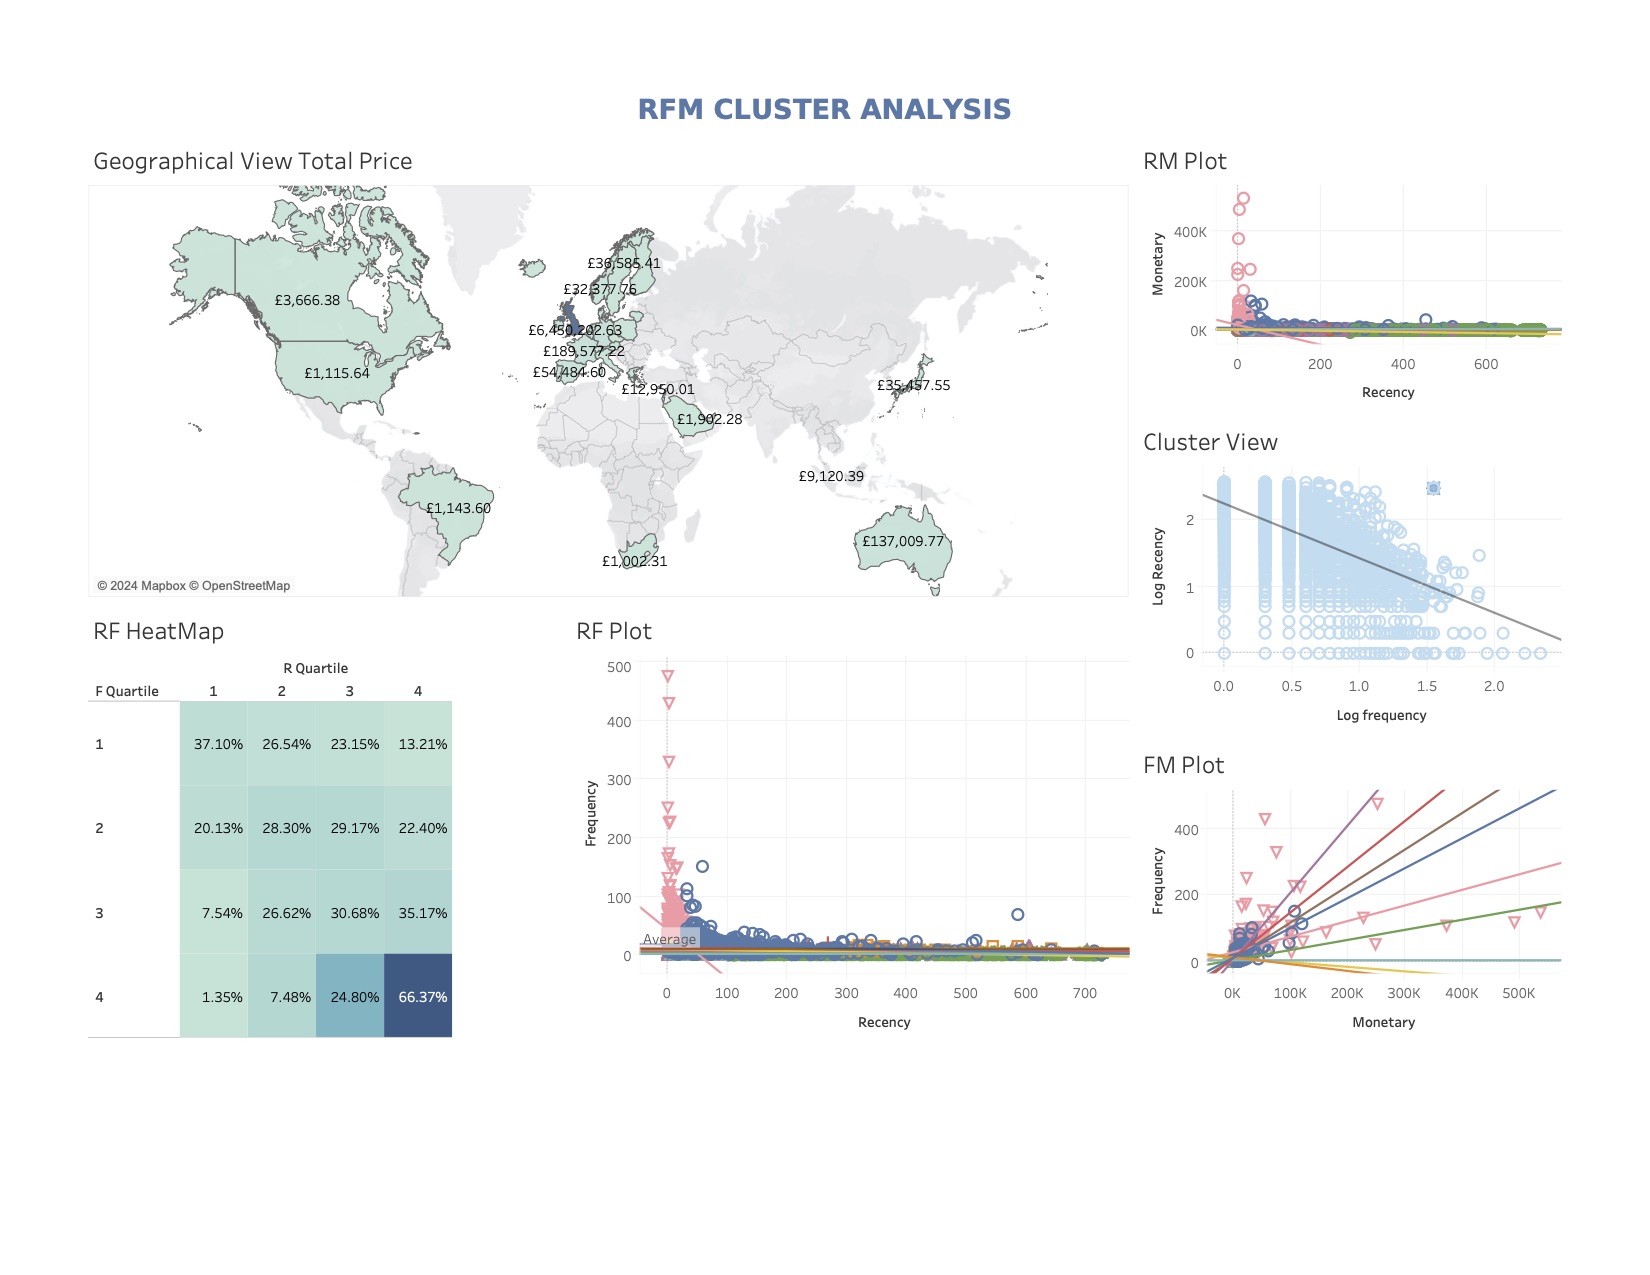 RFM CLUSTER ANALYSIS
Geographical View Total Price
£3,666.38
£1,115.64
£1,143.60
£36,585.41
£32,377.76
£6,450,202.63
£189,577.22
£54,484.60
£12,950.01
£1,902.28
£35,457.55
£9,120.39
£137,009.77
£1,002.31
© 2024 Mapbox © OpenStreetMap
RM Plot
Monetary
400K
200K
0K
0 200 400 600
Recency
Cluster View
Log Recency
2
1
0
0.0 0.5 1.0 1.5 2.0
Log frequency
RF HeatMap
R Quartile
F Quartile 1 2 3 4
1 37.10% 26.54% 23.15% 13.21%
2 20.13% 28.30% 29.17% 22.40%
3 7.54% 26.62% 30.68% 35.17%
4 1.35% 7.48% 24.80% 66.37%
RF Plot
Frequency
500
400
300
200
100
0
Average
0 100 200 300 400 500 600 700
Recency
FM Plot
Frequency
400
200
0
0K 100K 200K 300K 400K 500K
Monetary